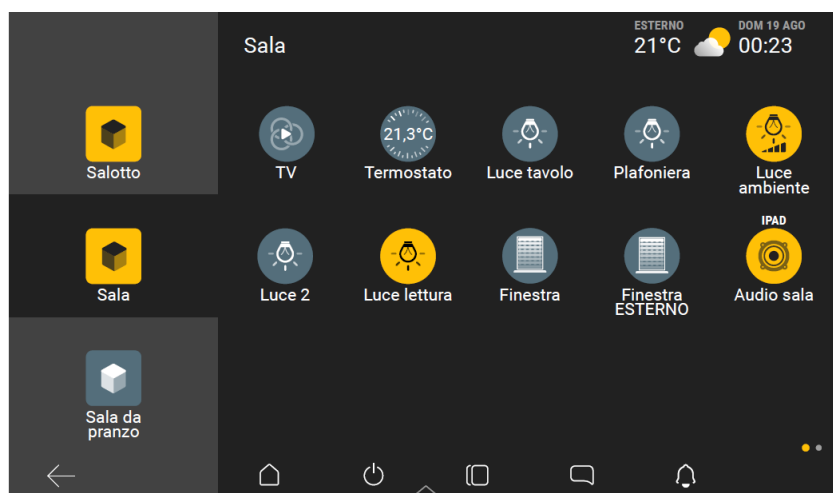 Sala
ESTERNO
21°C
DOM 19 AGO
00:23
Salotto
TV
21,3°C
Termostato
Luce tavolo
Plafoniera
Luce
ambiente
Sala
Luce 2
Luce lettura
Finestra
Finestra
ESTERNO
IPAD
Audio sala
Sala da
pranzo